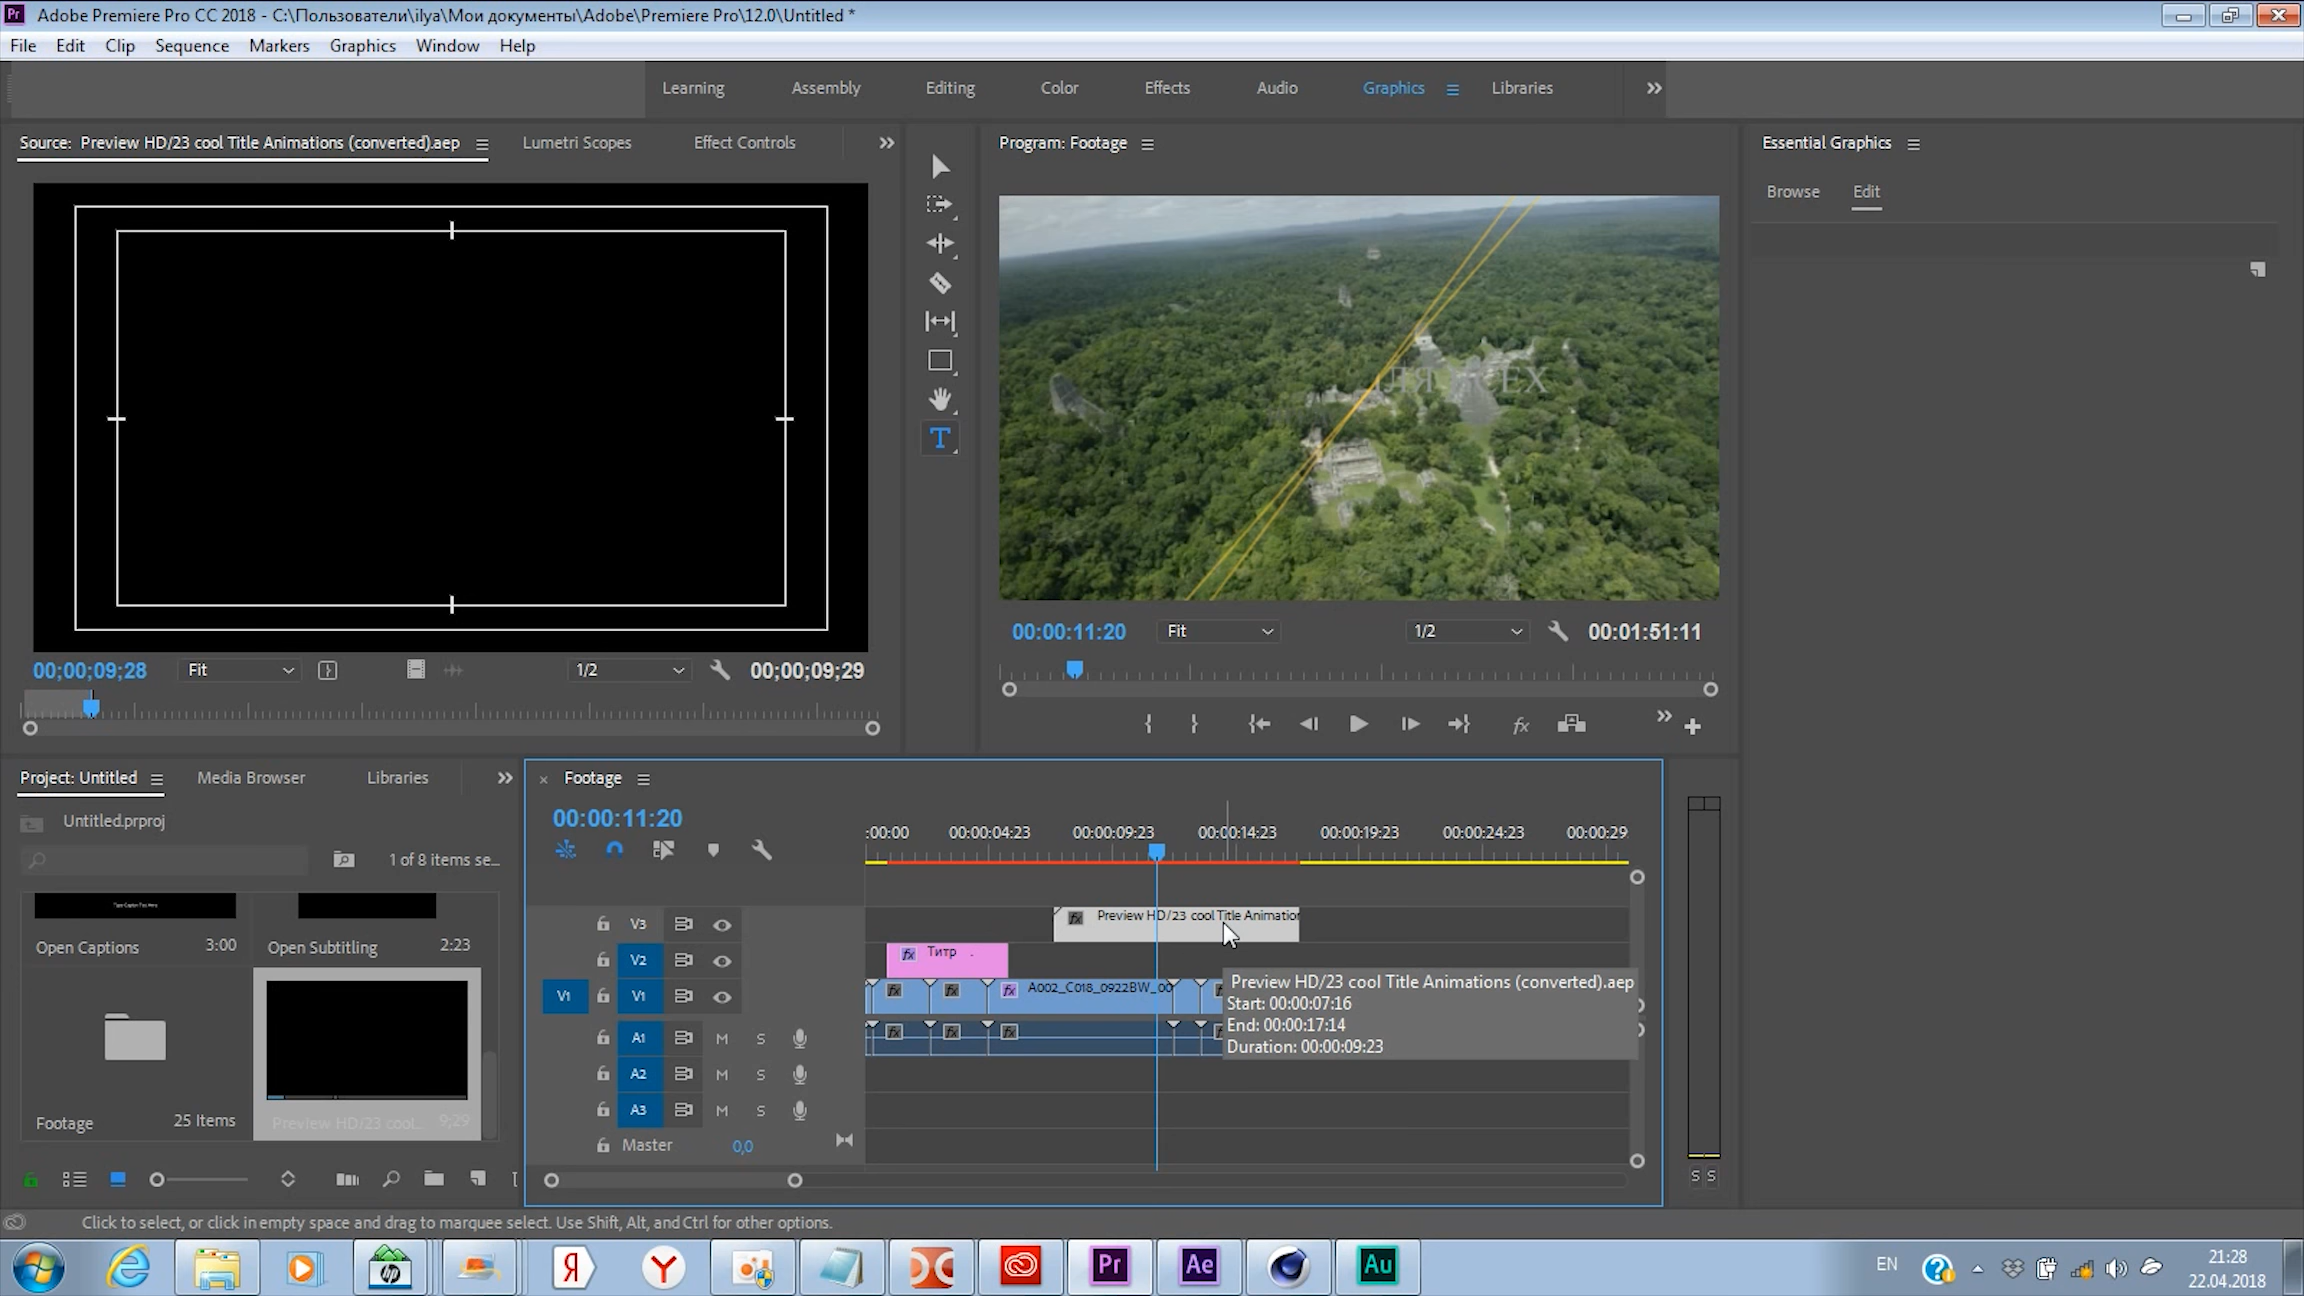 Adobe Premiere Pro CC 2018 - C:\Пользователи\ilya\Мои документы\Adobe\Premiere Pro\12.0\Untitled *
File Edit Clip Sequence Markers Graphics Window Help
Learning Assembly Editing Color Effects Audio Graphics Libraries
Source: Preview HD/23 cool Title Animations (converted).aep Lumetri Scopes Effect Controls
Program: Footage
Essential Graphics
Browse Edit
00:00:11:20 Fit 1/2 00:01:51:11
00;00;09;28 Fit 1/2 00;00;09;29
Project: Untitled Media Browser Libraries
Untitled.prproj
1 of 8 items se...
Open Captions 3:00
Open Subtitling 2:23
Footage 25 Items
Preview HD/23 cool... 9;29
Footage
00:00:11:20
:00:00 00:00:04:23 00:00:09:23 00:00:14:23 00:00:19:23 00:00:24:23 00:00:29
V3 Preview HD/23 cool Title Animation
V2 Титр
V1 V1 A002_C018_0922BW_00
Preview HD/23 cool Title Animations (converted).aep
Start: 00:00:07:16
End: 00:00:17:14
Duration: 00:00:09:23
A1 M S
A2 M S
A3 M S
Master 0,0
S S
Click to select, or click in empty space and drag to marquee select. Use Shift, Alt, and Ctrl for other options.
hp Я Y Pr Ae Au
EN
21:28
22.04.2018